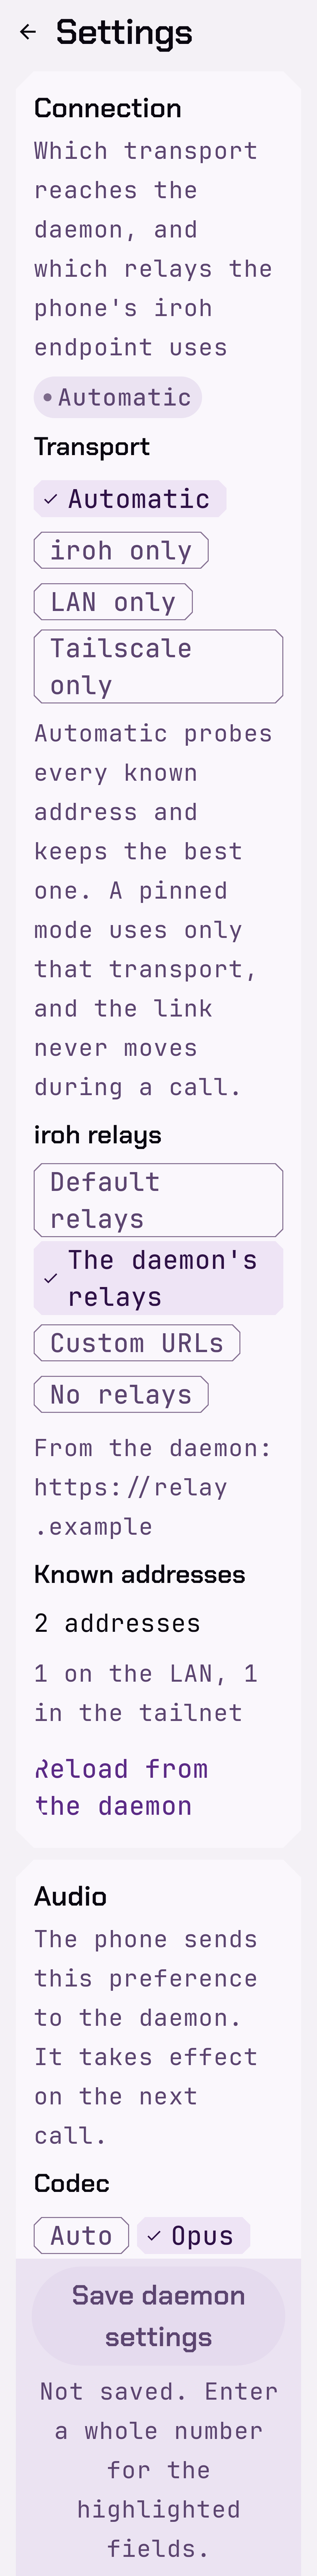 Settings
Connection
Which transport
reaches the
daemon, and
which relays the
phone's iroh
endpoint uses
Automatic
Transport
Automatic
iroh only
LAN only
Tailscale
only
Automatic probes
every known
address and
keeps the best
one. A pinned
mode uses only
that transport,
and the link
never moves
during a call.
iroh relays
Default
relays
The daemon's
relays
Custom URLs
No relays
From the daemon:
https://relay
.example
Known addresses
2 addresses
1 on the LAN, 1
in the tailnet
Reload from
the daemon
Audio
The phone sends
this preference
to the daemon.
It takes effect
on the next
call.
Codec
Auto
Opus
Save daemon
settings
Not saved. Enter
a whole number
for the
highlighted
fields.